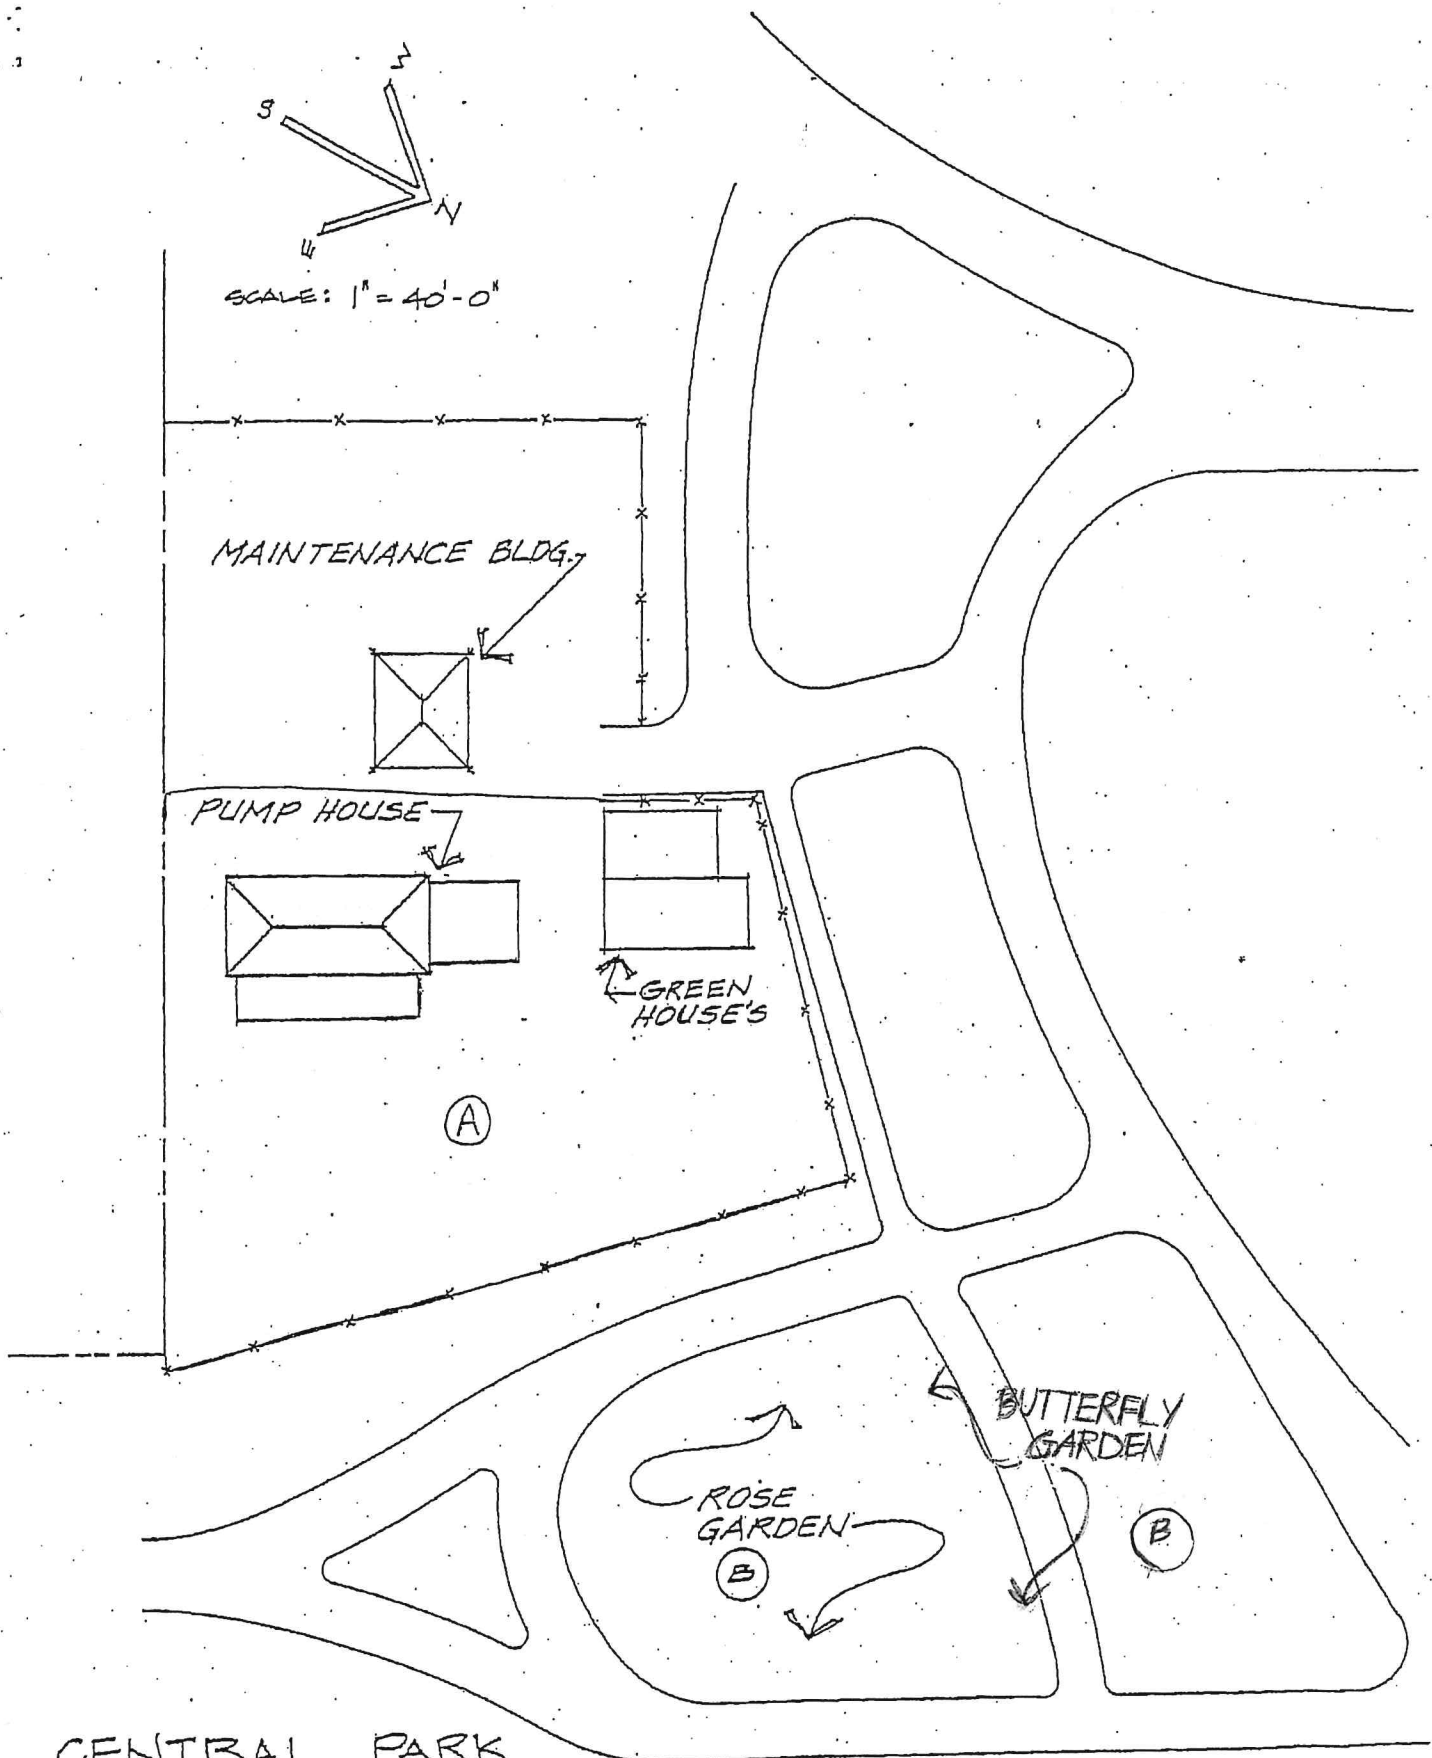 W
S
N
E
SCALE: 1" = 40'-0"
MAINTENANCE BLDG.
PUMP HOUSE
GREEN
HOUSE'S
A
BUTTERFLY
GARDEN
ROSE
GARDEN
B
B
CENTRAL PARK